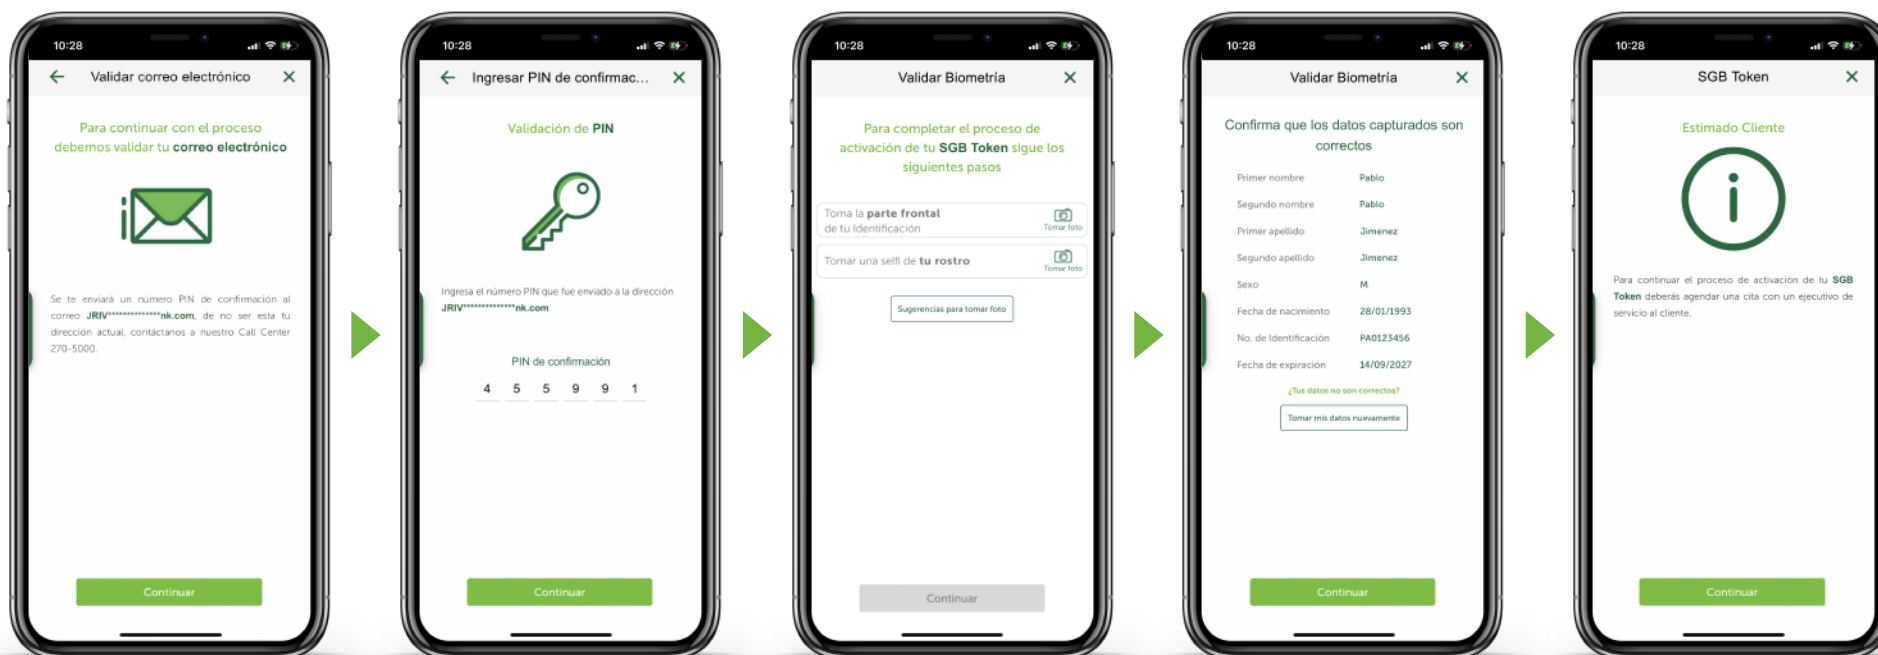 10:28
Validar correo electrónico
Para continuar con el proceso
debemos validar tu correo electrónico
Se te enviará un número PIN de confirmación al
correo JRIV**************nk.com, de no ser esta tu
dirección actual, contáctanos a nuestro Call Center
270-5000.
Continuar
10:28
Ingresar PIN de confirmac...
Validación de PIN
Ingresa el número PIN que fue enviado a la dirección
JRIV**************nk.com.
PIN de confirmación
4 5 5 9 9 1
Continuar
10:28
Validar Biometría
Para completar el proceso de
activación de tu SGB Token sigue los
siguientes pasos
Toma la parte frontal
de tu Identificación
Tomar foto
Tomar una selfi de tu rostro
Tomar foto
Sugerencias para tomar foto
Continuar
10:28
Validar Biometría
Confirma que los datos capturados son
correctos
Primer nombre Pablo
Segundo nombre Pablo
Primer apellido Jimenez
Segundo apellido Jimenez
Sexo M
Fecha de nacimiento 28/01/1993
No. de Identificación PA0123456
Fecha de expiración 14/09/2027
¿Tus datos no son correctos?
Tomar mis datos nuevamente
Continuar
10:28
SGB Token
Estimado Cliente
Para continuar el proceso de activación de tu SGB
Token deberás agendar una cita con un ejecutivo de
servicio al cliente.
Continuar